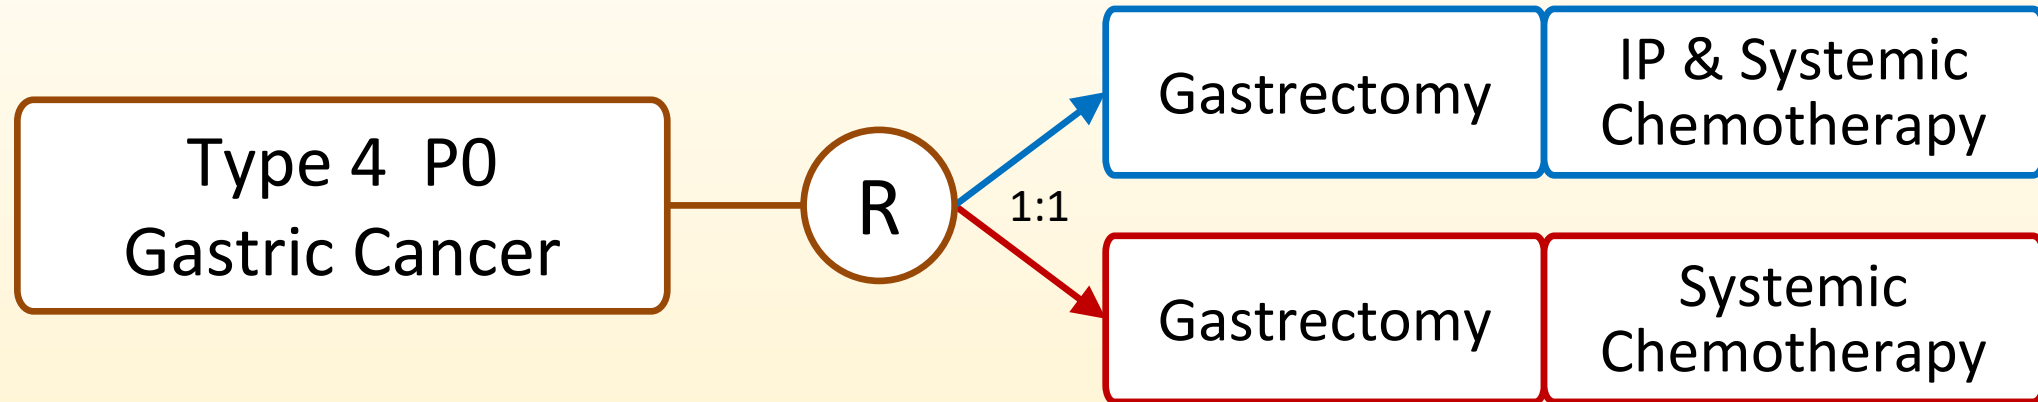 Type 4 P0
Gastric Cancer
R
1:1
Gastrectomy
IP & Systemic
Chemotherapy
Gastrectomy
Systemic
Chemotherapy